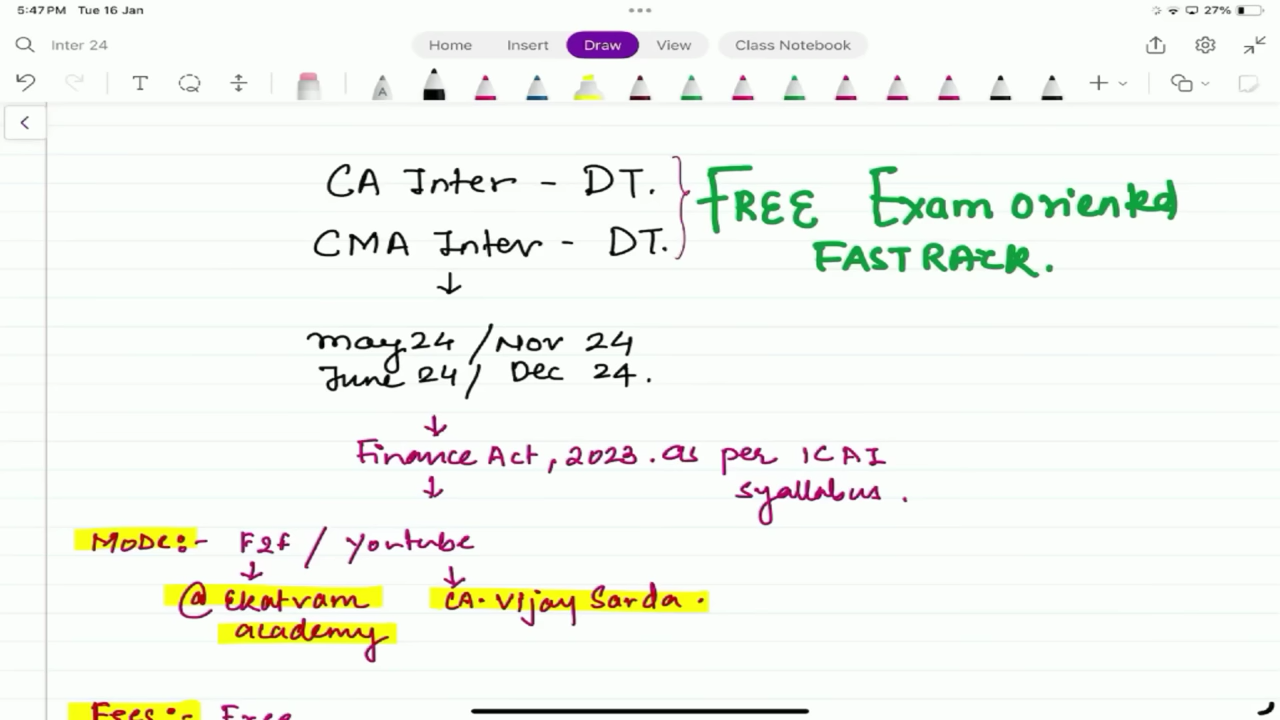 5:47 PM Tue 16 Jan
27%
Inter 24
Home Insert Draw View Class Notebook
T A
CA Inter - DT.
CMA Inter - DT.
FREE Exam oriented
FASTRACK.
May 24 / Nov 24
June 24 / Dec 24.
Finance Act, 2023. as per ICAI
syallabus.
MODE:- F2f / Youtube
@ Ekatvam
academy
CA. Vijay Sarda.
Fees:- Free